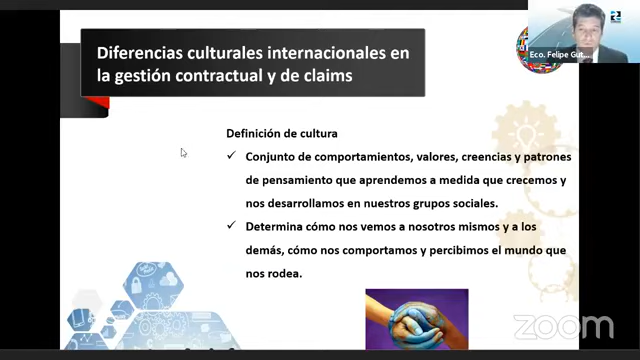 Diferencias culturales internacionales en
la gestión contractual y de claims
Eco. Felipe Gut...
Definición de cultura
✓ Conjunto de comportamientos, valores, creencias y patrones
de pensamiento que aprendemos a medida que crecemos y
nos desarrollamos en nuestros grupos sociales.
✓ Determina cómo nos vemos a nosotros mismos y a los
demás, cómo nos comportamos y percibimos el mundo que
nos rodea.
zoom